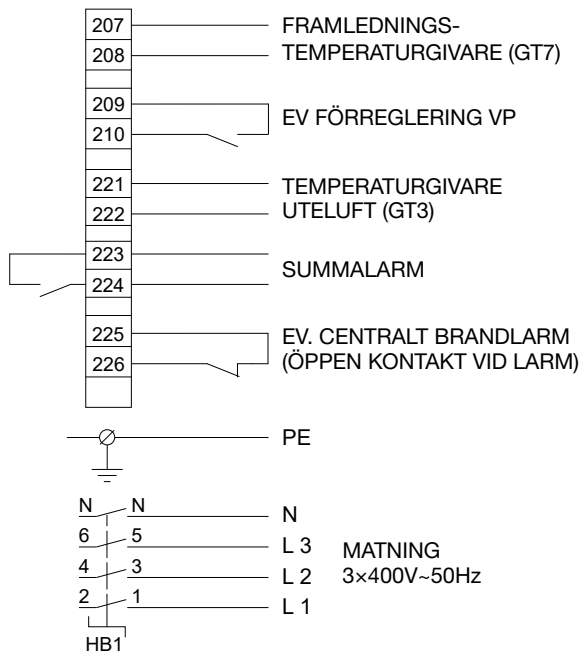 207
FRAMLEDNINGS-
208
TEMPERATURGIVARE (GT7)
209
EV FÖRREGLERING VP
210
221
TEMPERATURGIVARE
222
UTELUFT (GT3)
223
SUMMALARM
224
225
EV. CENTRALT BRANDLARM
226
(ÖPPEN KONTAKT VID LARM)
PE
N N N
6 5 L 3 MATNING
4 3 L 2 3×400V~50Hz
2 1 L 1
HB1